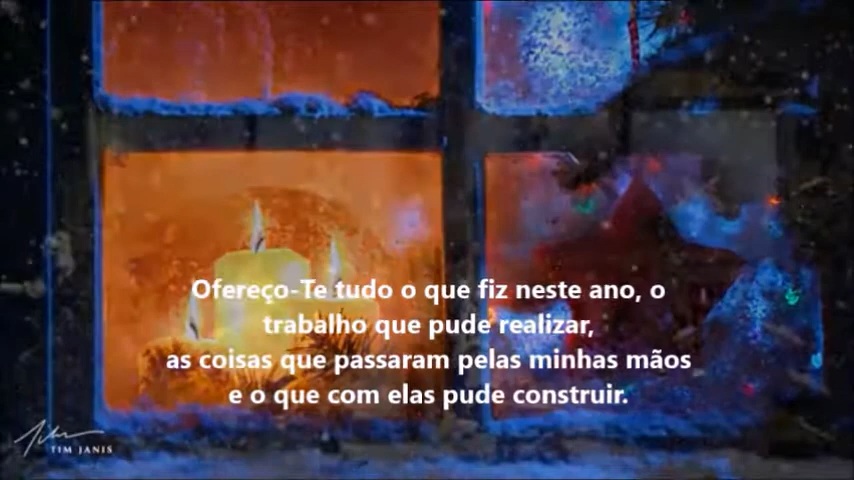 Ofereço-Te tudo o que fiz neste ano, o
trabalho que pude realizar,
as coisas que passaram pelas minhas mãos
e o que com elas pude construir.
TIM JANIS